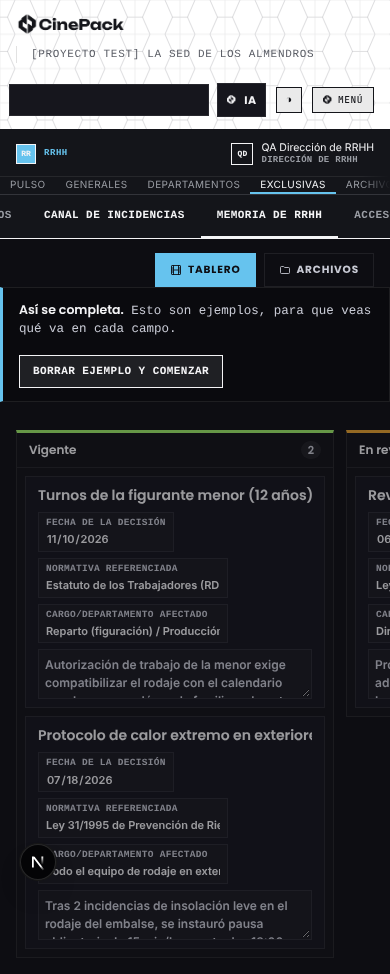 CinePack
[PROYECTO TEST] LA SED DE LOS ALMENDROS
IA
MENÚ
RR
RRHH
QD
QA Dirección de RRHH
DIRECCIÓN DE RRHH
PULSO GENERALES DEPARTAMENTOS EXCLUSIVAS ARCHIV
OS CANAL DE INCIDENCIAS MEMORIA DE RRHH ACCES
TABLERO
ARCHIVOS
Así se completa. Esto son ejemplos, para que veas
qué va en cada campo.
BORRAR EJEMPLO Y COMENZAR
Vigente
2
Turnos de la figurante menor (12 años)
FECHA DE LA DECISIÓN
11/10/2026
NORMATIVA REFERENCIADA
Estatuto de los Trabajadores (RD
CARGO/DEPARTAMENTO AFECTADO
Reparto (figuración) / Producción
Autorización de trabajo de la menor exige
compatibilizar el rodaje con el calendario
Protocolo de calor extremo en exteriore
FECHA DE LA DECISIÓN
07/18/2026
NORMATIVA REFERENCIADA
Ley 31/1995 de Prevención de Rie
CARGO/DEPARTAMENTO AFECTADO
Todo el equipo de rodaje en exter
Tras 2 incidencias de insolación leve en el
rodaje del embalse, se instauró pausa
N
En rev
Rev
FEC
06
NOR
Ley
CAR
Dir
Pro
ad